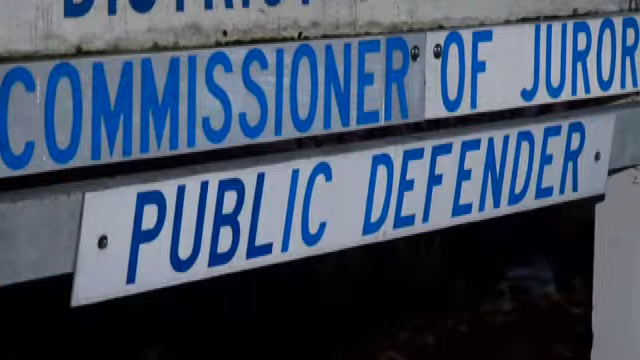 DISTRICT
COMMISSIONER OF JUROR
PUBLIC DEFENDER